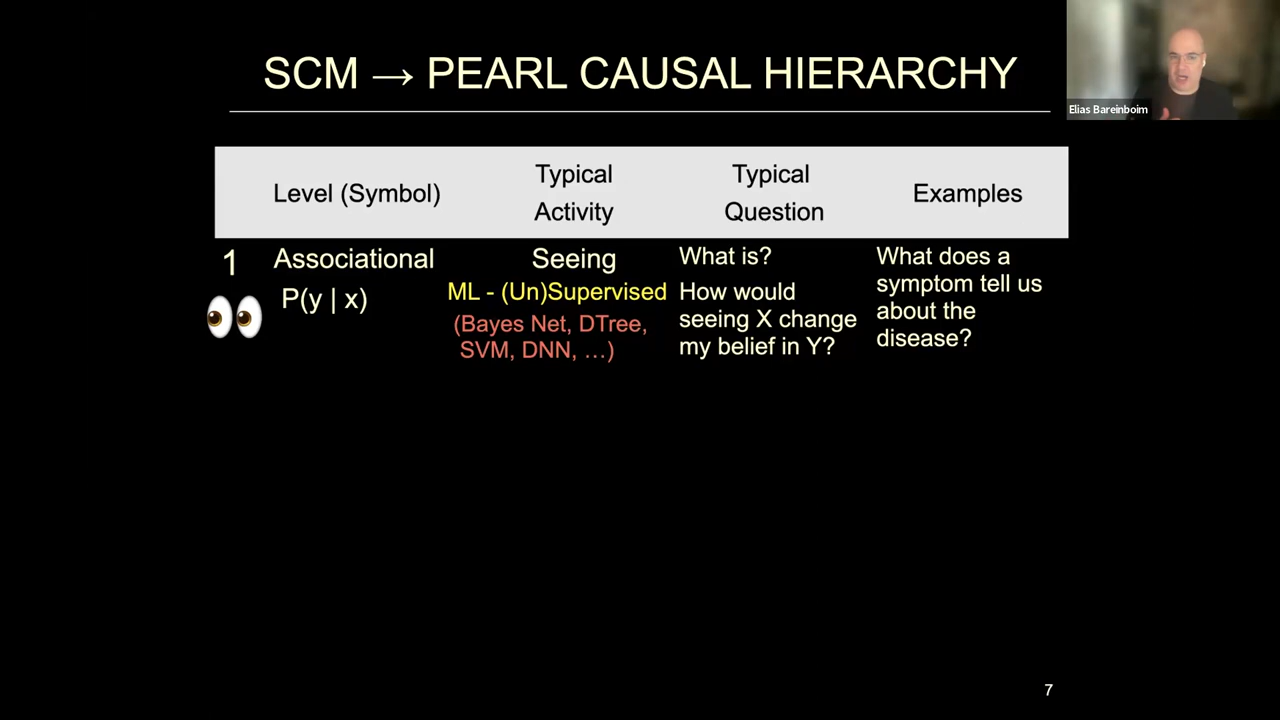 SCM → PEARL CAUSAL HIERARCHY
Elias Bareinboim
Level (Symbol)
Typical
Activity
Typical
Question
Examples
1
Associational
P(y | x)
Seeing
ML - (Un)Supervised
(Bayes Net, DTree,
SVM, DNN, …)
What is?
How would
seeing X change
my belief in Y?
What does a
symptom tell us
about the
disease?
7